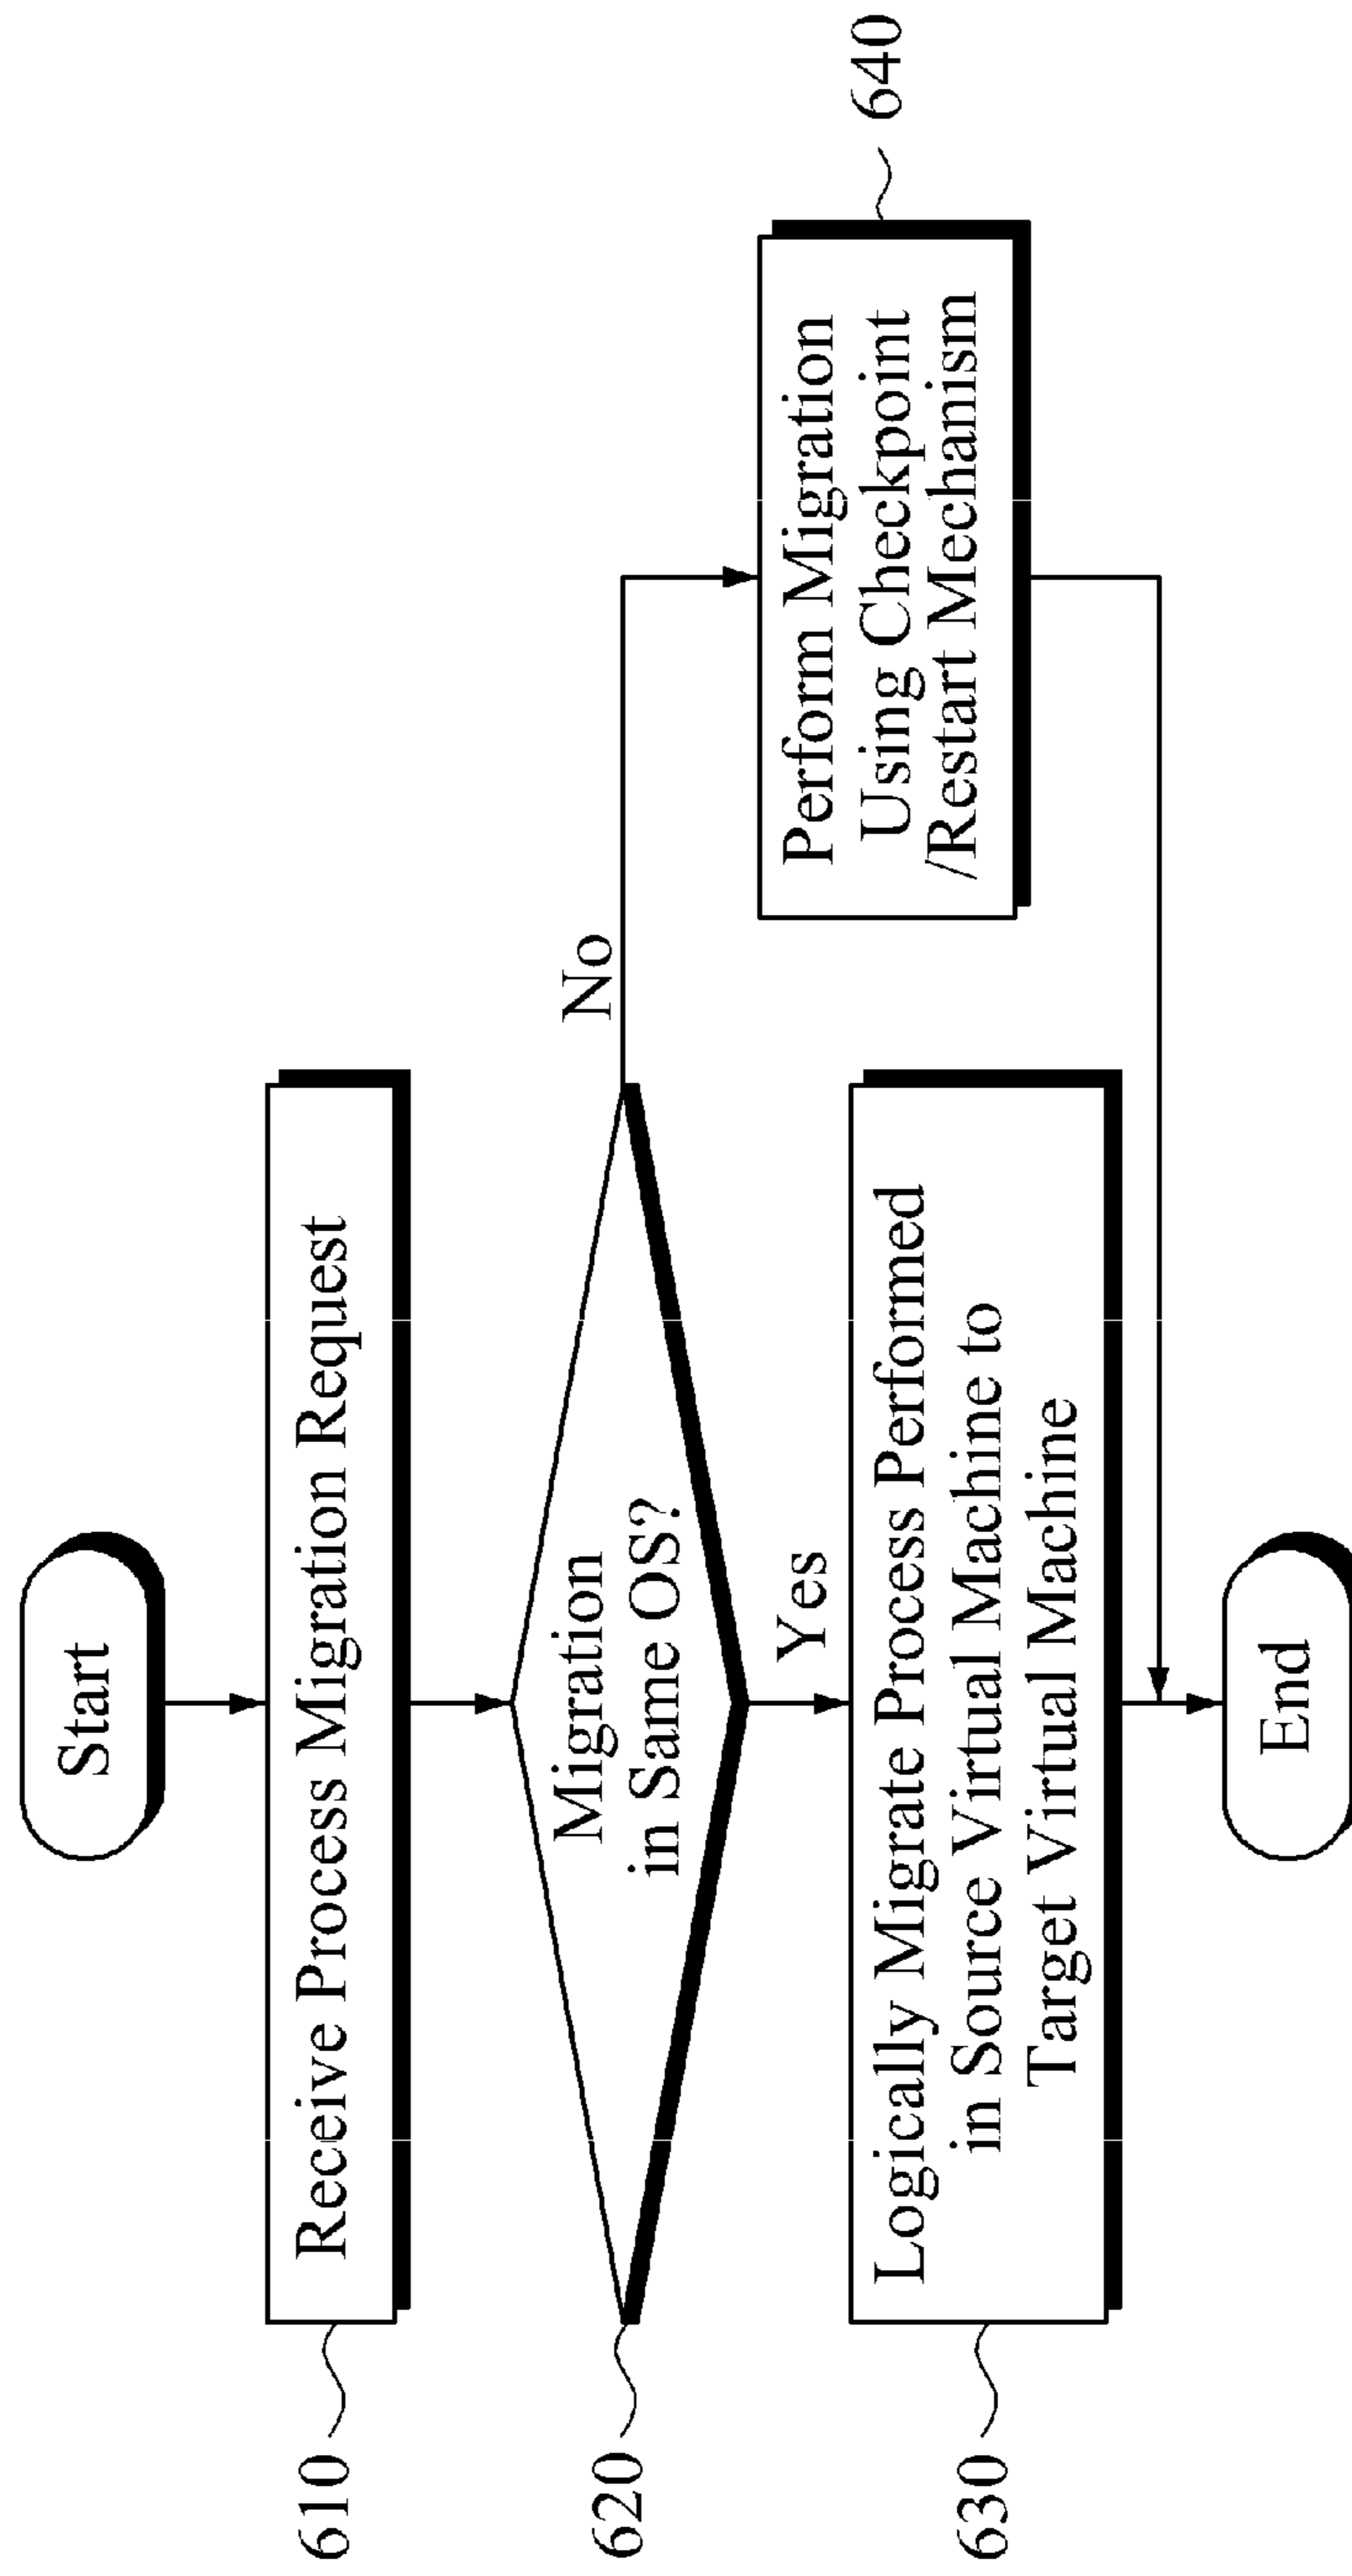 Start
610
Receive Process Migration Request
620
Migration
in Same OS?
No
Yes
630
Logically Migrate Process Performed
in Source Virtual Machine to
Target Virtual Machine
Perform Migration
Using Checkpoint
/Restart Mechanism
640
End